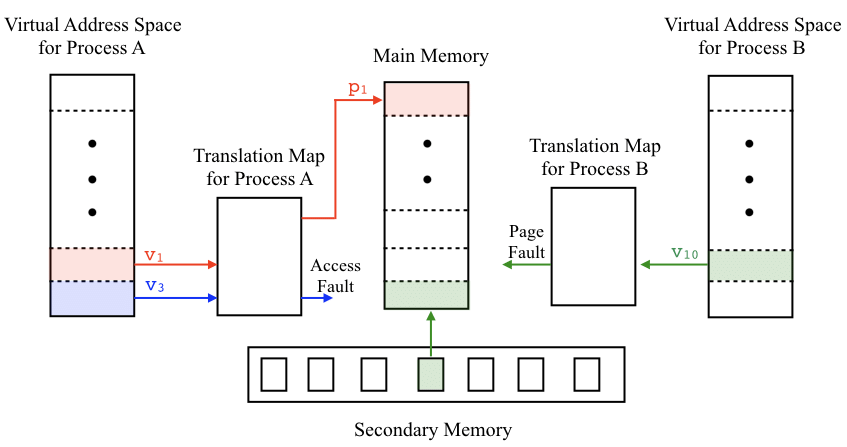 Virtual Address Space
for Process A
Main Memory
Virtual Address Space
for Process B
p1
Translation Map
for Process A
Translation Map
for Process B
v1
v3
Access
Fault
Page
Fault
v10
Secondary Memory